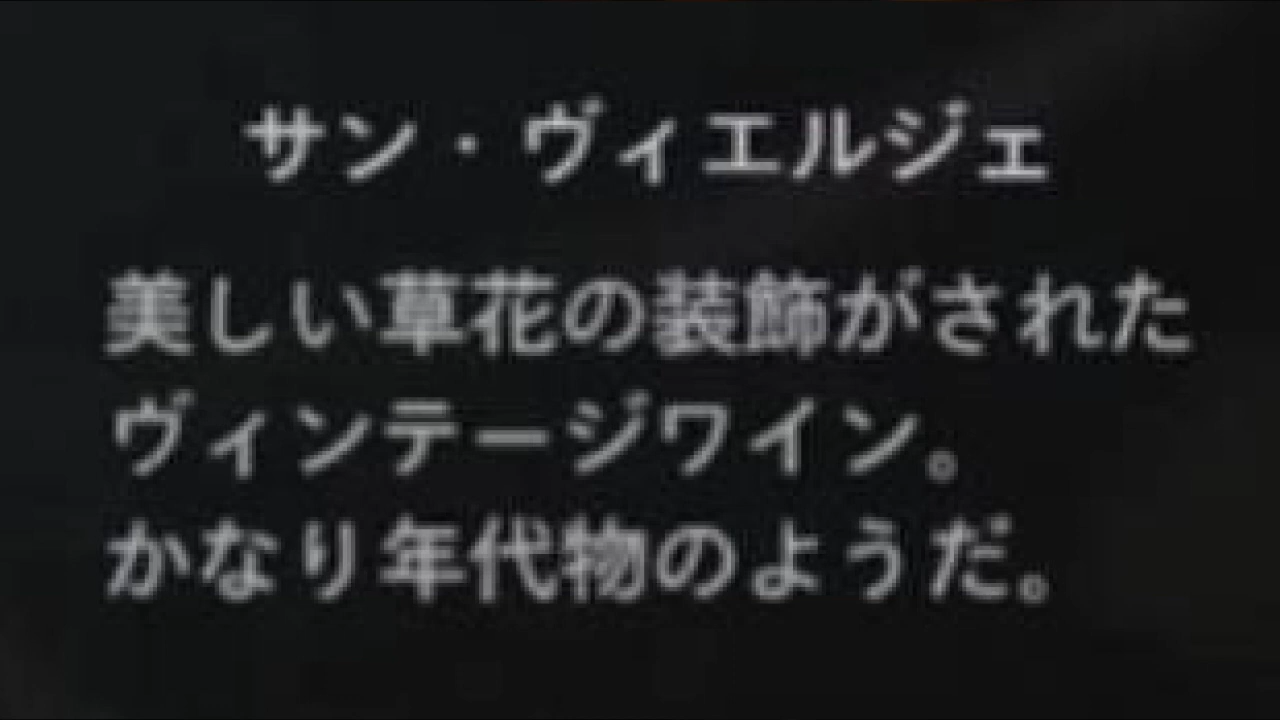 サン・ヴィエルジェ
美しい草花の装飾がされた
ヴィンテージワイン。
かなり年代物のようだ。